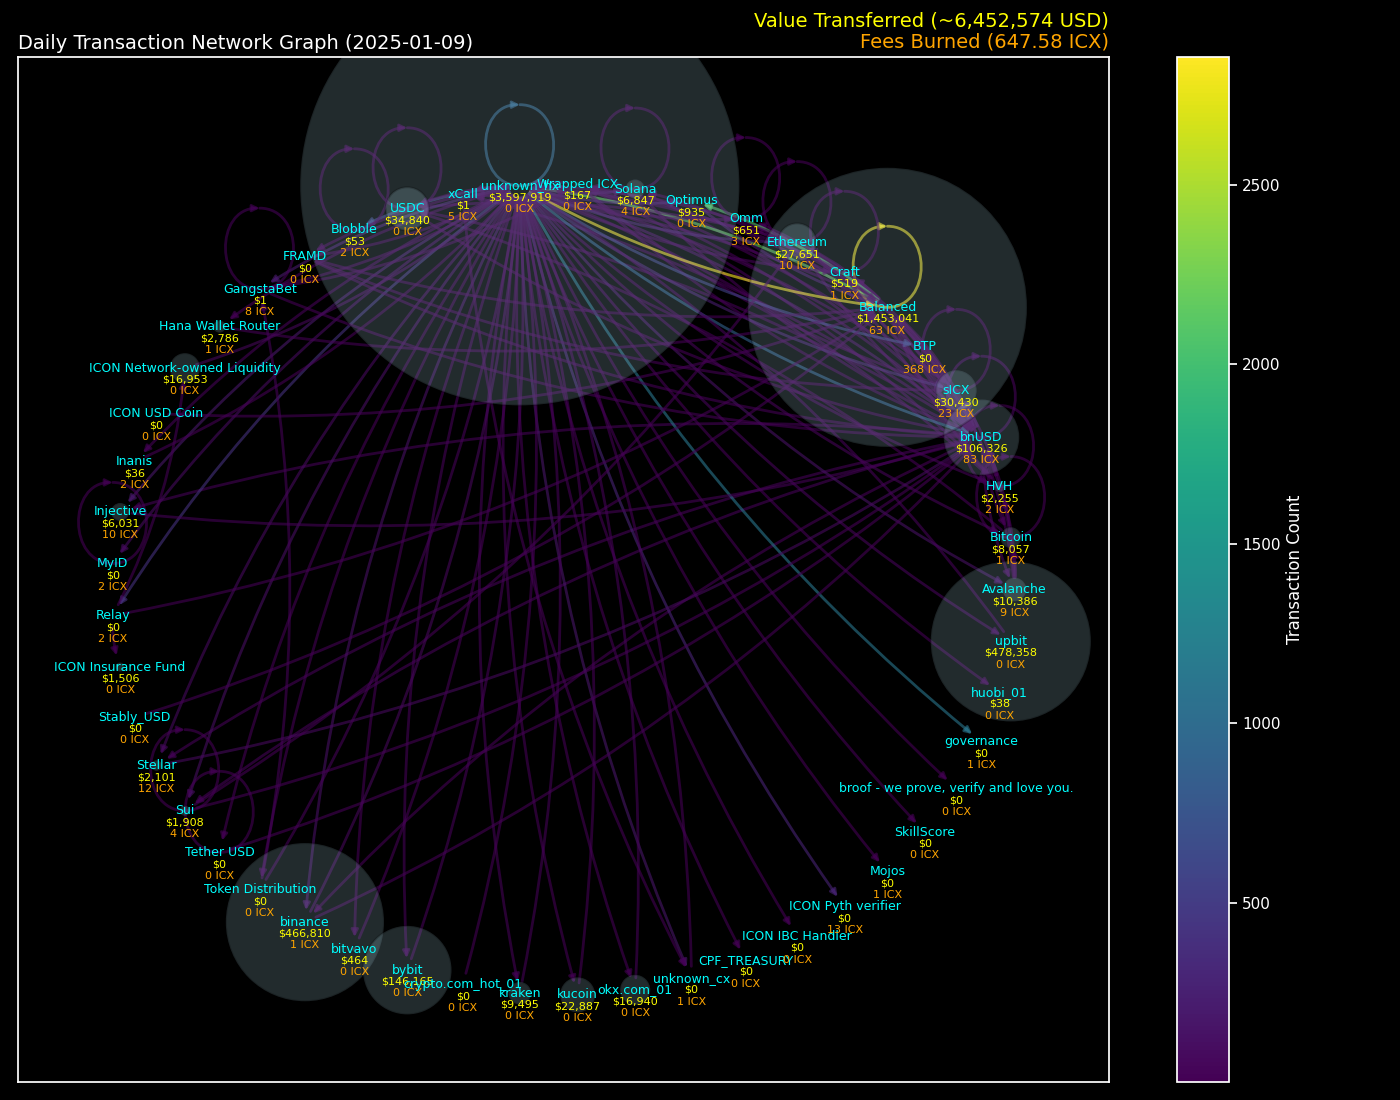 Value Transferred (~6,452,574 USD)
Daily Transaction Network Graph (2025-01-09)
Fees Burned (647.58 ICX)
unknown_hx
$3,597,919
0 ICX
Wrapped ICX
$167
0 ICX
Solana
$6,847
4 ICX
Optimus
$935
0 ICX
Omm
$651
3 ICX
Ethereum
$27,651
10 ICX
Craft
$519
1 ICX
Balanced
$1,453,041
63 ICX
BTP
$0
368 ICX
sICX
$30,430
23 ICX
bnUSD
$106,326
83 ICX
HVH
$2,255
2 ICX
Bitcoin
$8,057
1 ICX
Avalanche
$10,386
9 ICX
upbit
$478,358
0 ICX
huobi_01
$38
0 ICX
governance
$0
1 ICX
broof - we prove, verify and love you.
$0
0 ICX
SkillScore
$0
0 ICX
Mojos
$0
1 ICX
ICON Pyth verifier
$0
13 ICX
ICON IBC Handler
$0
0 ICX
CPF_TREASURY
$0
0 ICX
unknown_cx
$0
1 ICX
okx.com_01
$16,940
0 ICX
kucoin
$22,887
0 ICX
kraken
$9,495
0 ICX
crypto.com_hot_01
$0
0 ICX
bybit
$146,165
0 ICX
bitvavo
$464
0 ICX
binance
$466,810
1 ICX
Token Distribution
$0
0 ICX
Tether USD
$0
0 ICX
Sui
$1,908
4 ICX
Stellar
$2,101
12 ICX
Stably_USD
$0
0 ICX
ICON Insurance Fund
$1,506
0 ICX
Relay
$0
2 ICX
MyID
$0
2 ICX
Injective
$6,031
10 ICX
Inanis
$36
2 ICX
ICON USD Coin
$0
0 ICX
ICON Network-owned Liquidity
$16,953
0 ICX
Hana Wallet Router
$2,786
1 ICX
GangstaBet
$1
8 ICX
FRAMD
$0
0 ICX
Blobble
$53
2 ICX
USDC
$34,840
0 ICX
xCall
$1
5 ICX
2500
2000
1500
1000
500
Transaction Count